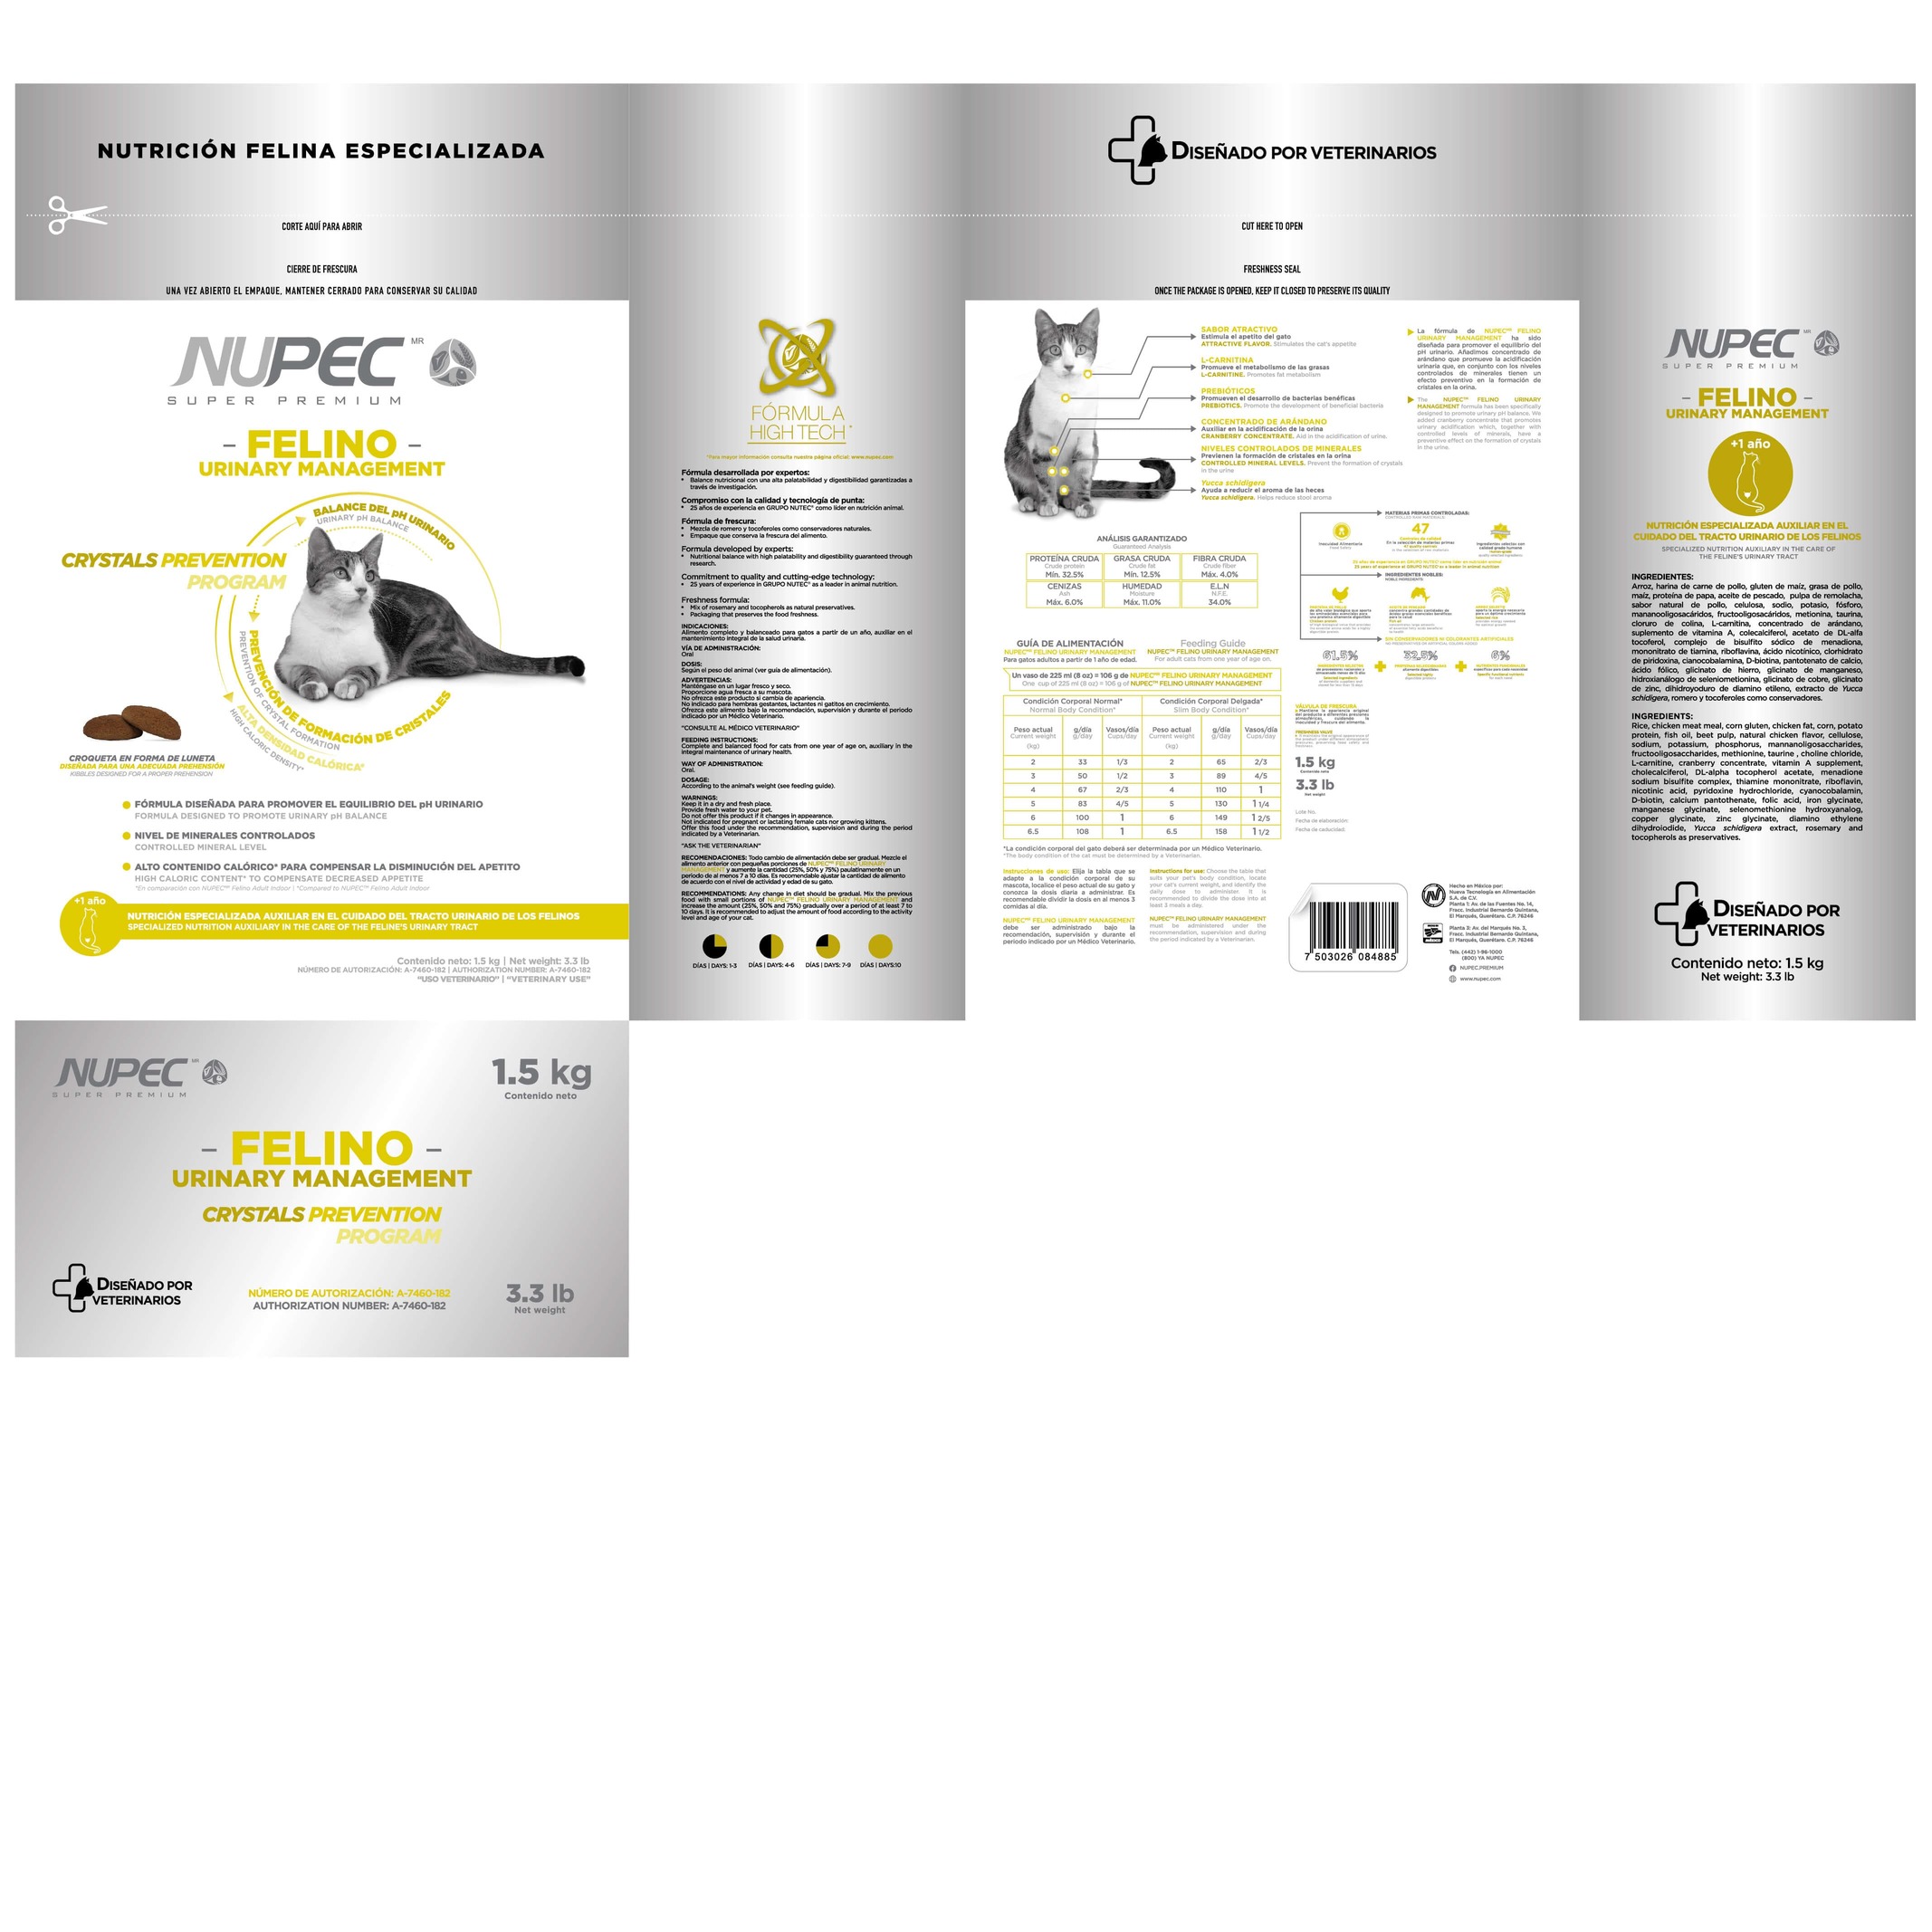 NUTRICIÓN FELINA ESPECIALIZADA
CORTE AQUÍ PARA ABRIR
CIERRE DE FRESCURA
UNA VEZ ABIERTO EL EMPAQUE, MANTENER CERRADO PARA CONSERVAR SU CALIDAD
NUPEC MR
SUPER PREMIUM
- FELINO -
URINARY MANAGEMENT
BALANCE DEL pH URINARIO
URINARY pH BALANCE
CRYSTALS PREVENTION
PROGRAM
PREVENCIÓN DE FORMACIÓN DE CRISTALES
PREVENTION OF CRYSTAL FORMATION
ALTA DENSIDAD CALÓRICA*
HIGH CALORIC DENSITY*
CROQUETA EN FORMA DE LUNETA
DISEÑADA PARA UNA ADECUADA PREHENSIÓN
KIBBLES DESIGNED FOR A PROPER PREHENSION
FÓRMULA DISEÑADA PARA PROMOVER EL EQUILIBRIO DEL pH URINARIO
FORMULA DESIGNED TO PROMOTE URINARY pH BALANCE
NIVEL DE MINERALES CONTROLADOS
CONTROLLED MINERAL LEVEL
ALTO CONTENIDO CALÓRICO* PARA COMPENSAR LA DISMINUCIÓN DEL APETITO
HIGH CALORIC CONTENT* TO COMPENSATE DECREASED APPETITE
*En comparación con NUPEC™ Felino Adult Indoor | *Compared to NUPEC™ Felino Adult Indoor
+1 año
NUTRICIÓN ESPECIALIZADA AUXILIAR EN EL CUIDADO DEL TRACTO URINARIO DE LOS FELINOS
SPECIALIZED NUTRITION AUXILIARY IN THE CARE OF THE FELINE'S URINARY TRACT
Contenido neto: 1.5 kg | Net weight: 3.3 lb
NÚMERO DE AUTORIZACIÓN: A-7460-182 | AUTHORIZATION NUMBER: A-7460-182
"USO VETERINARIO" | "VETERINARY USE"
FÓRMULA
HIGH TECH*
*Para mayor información consulta nuestra página oficial: www.nupec.com
Fórmula desarrollada por expertos:
• Balance nutricional con una alta palatabilidad y digestibilidad garantizadas a
través de investigación.
Compromiso con la calidad y tecnología de punta:
• 25 años de experiencia en GRUPO NUTEC® como líder en nutrición animal.
Fórmula de frescura:
• Mezcla de romero y tocoferoles como conservadores naturales.
• Empaque que conserva la frescura del alimento.
Formula developed by experts:
• Nutritional balance with high palatability and digestibility guaranteed through
research.
Commitment to quality and cutting-edge technology:
• 25 years of experience in GRUPO NUTEC® as a leader in animal nutrition.
Freshness formula:
• Mix of rosemary and tocopherols as natural preservatives.
• Packaging that preserves the food freshness.
INDICACIONES:
Alimento completo y balanceado para gatos a partir de un año, auxiliar en el
mantenimiento integral de la salud urinaria.
VÍA DE ADMINISTRACIÓN:
Oral
DOSIS:
Según el peso del animal (ver guía de alimentación).
ADVERTENCIAS:
Manténgase en un lugar fresco y seco.
Proporcione agua fresca a su mascota.
No ofrezca este producto si cambia de apariencia.
No indicado para hembras gestantes, lactantes ni gatitos en crecimiento.
Ofrezca este alimento bajo la recomendación, supervisión y durante el periodo
indicado por un Médico Veterinario.
"CONSULTE AL MÉDICO VETERINARIO"
FEEDING INSTRUCTIONS:
Complete and balanced food for cats from one year of age on, auxiliary in the
integral maintenance of urinary health.
WAY OF ADMINISTRATION:
Oral.
DOSAGE:
According to the animal's weight (see feeding guide).
WARNINGS:
Keep it in a dry and fresh place.
Provide fresh water to your pet.
Do not offer this product if it changes in appearance.
Not indicated for pregnant or lactating female cats nor growing kittens.
Offer this food under the recommendation, supervision and during the period
indicated by a Veterinarian.
"ASK THE VETERINARIAN"
RECOMENDACIONES: Todo cambio de alimentación debe ser gradual. Mezcle el
alimento anterior con pequeñas porciones de NUPEC™ FELINO URINARY
MANAGEMENT y aumente la cantidad (25%, 50% y 75%) paulatinamente en un
periodo de al menos 7 a 10 días. Es recomendable ajustar la cantidad de alimento
de acuerdo con el nivel de actividad y edad de su gato.
RECOMMENDATIONS: Any change in diet should be gradual. Mix the previous
food with small portions of NUPEC™ FELINO URINARY MANAGEMENT and
increase the amount (25%, 50% and 75%) gradually over a period of at least 7 to
10 days. It is recommended to adjust the amount of food according to the activity
level and age of your cat.
DÍAS | DAYS: 1-3 DÍAS | DAYS: 4-6 DÍAS | DAYS: 7-9 DÍAS | DAYS:10
DISEÑADO POR VETERINARIOS
CUT HERE TO OPEN
FRESHNESS SEAL
ONCE THE PACKAGE IS OPENED, KEEP IT CLOSED TO PRESERVE ITS QUALITY
SABOR ATRACTIVO
Estimula el apetito del gato
ATTRACTIVE FLAVOR. Stimulates the cat's appetite
L-CARNITINA
Promueve el metabolismo de las grasas
L-CARNITINE. Promotes fat metabolism
PREBIÓTICOS
Promueven el desarrollo de bacterias benéficas
PREBIOTICS. Promote the development of beneficial bacteria
CONCENTRADO DE ARÁNDANO
Auxiliar en la acidificación de la orina
CRANBERRY CONCENTRATE. Aid in the acidification of urine.
NIVELES CONTROLADOS DE MINERALES
Previenen la formación de cristales en la orina
CONTROLLED MINERAL LEVELS. Prevent the formation of crystals
in the urine
Yucca schidigera
Ayuda a reducir el aroma de las heces
Yucca schidigera. Helps reduce stool aroma
La fórmula de NUPEC™ FELINO
URINARY MANAGEMENT ha sido
diseñada para promover el equilibrio del
pH urinario. Añadimos concentrado de
arándano que promueve la acidificación
urinaria que, en conjunto con los niveles
controlados de minerales tienen un
efecto preventivo en la formación de
cristales en la orina.
The NUPEC™ FELINO URINARY
MANAGEMENT formula has been specifically
designed to promote urinary pH balance. We
added cranberry concentrate that promotes
urinary acidification which, together with
controlled levels of minerals, have a
preventive effect on the formation of crystals
in the urine.
ANÁLISIS GARANTIZADO
Guaranteed Analysis
PROTEÍNA CRUDA GRASA CRUDA FIBRA CRUDA
Crude protein Crude fat Crude fiber
Mín. 32.5% Mín. 12.5% Máx. 4.0%
CENIZAS HUMEDAD E.L.N
Ash Moisture N.F.E.
Máx. 6.0% Máx. 11.0% 34.0%
MATERIAS PRIMAS CONTROLADAS:
CONTROLLED RAW MATERIALS
Inocuidad Alimentaria
47
INGREDIENTES NOBLES:
NOBLE INGREDIENTS
SIN CONSERVADORES NI COLORANTES ARTIFICIALES
61.5% 32.5% 6%
GUÍA DE ALIMENTACIÓN Feeding Guide
NUPEC™ FELINO URINARY MANAGEMENT NUPEC™ FELINO URINARY MANAGEMENT
Para gatos adultos a partir de 1 año de edad. For adult cats from one year of age on.
Un vaso de 225 ml (8 oz) = 106 g de NUPEC™ FELINO URINARY MANAGEMENT
One cup of 225 ml (8 oz) = 106 g of NUPEC™ FELINO URINARY MANAGEMENT
Condición Corporal Normal* Condición Corporal Delgada*
Normal Body Condition* Slim Body Condition*
Peso actual g/día Vasos/día Peso actual g/día Vasos/día
Current weight g/day Cups/day Current weight g/day Cups/day
(kg) (kg)
2 33 1/3 2 65 2/3
3 50 1/2 3 89 4/5
4 67 2/3 4 110 1
5 83 4/5 5 130 1 1/4
6 100 1 6 149 1 2/5
6.5 108 1 6.5 158 1 1/2
*La condición corporal del gato deberá ser determinada por un Médico Veterinario.
*The body condition of the cat must be determined by a Veterinarian.
VÁLVULA DE FRESCURA
FRESHNESS VALVE
1.5 kg
Contenido neto
3.3 lb
Net weight
Lote No.
Fecha de elaboración:
Fecha de caducidad:
Instrucciones de uso: Elija la tabla que se
adapte a la condición corporal de su
mascota, localice el peso actual de su gato y
conozca la dosis diaria a administrar. Es
recomendable dividir la dosis en al menos 3
comidas al día.
NUPEC™ FELINO URINARY MANAGEMENT
debe ser administrado bajo la
recomendación, supervisión y durante el
periodo indicado por un Médico Veterinario.
Instructions for use: Choose the table that
suits your pet's body condition, locate
your cat's current weight, and identify the
daily dose to administer. It is
recommended to divide the dose into at
least 3 meals a day.
NUPEC™ FELINO URINARY MANAGEMENT
must be administered under the
recommendation, supervision and during
the period indicated by a Veterinarian.
7 503026 084885
Hecho en México por:
Nueva Tecnología en Alimentación
S.A. de C.V.
Planta 1: Av. de las Fuentes No. 14,
Fracc. Industrial Bernardo Quintana,
El Marqués, Querétaro. C.P. 76246
Planta 3: Av. del Marqués No. 3,
Fracc. Industrial Bernardo Quintana,
El Marqués, Querétaro. C.P. 76246
Tels. (442) 1-96-1000
(800) YA NUPEC
NUPEC.PREMIUM
www.nupec.com
NUPEC MR
SUPER PREMIUM
- FELINO -
URINARY MANAGEMENT
+1 año
NUTRICIÓN ESPECIALIZADA AUXILIAR EN EL
CUIDADO DEL TRACTO URINARIO DE LOS FELINOS
SPECIALIZED NUTRITION AUXILIARY IN THE CARE OF
THE FELINE'S URINARY TRACT
INGREDIENTES:
Arroz, harina de carne de pollo, gluten de maíz, grasa de pollo,
maíz, proteína de papa, aceite de pescado, pulpa de remolacha,
sabor natural de pollo, celulosa, sodio, potasio, fósforo,
mananooligosacáridos, fructooligosacáridos, metionina, taurina,
cloruro de colina, L-carnitina, concentrado de arándano,
suplemento de vitamina A, colecalciferol, acetato de DL-alfa
tocoferol, complejo de bisulfito sódico de menadiona,
mononitrato de tiamina, riboflavina, ácido nicotínico, clorhidrato
de piridoxina, cianocobalamina, D-biotina, pantotenato de calcio,
ácido fólico, glicinato de hierro, glicinato de manganeso,
hidroxianálogo de seleniometionina, glicinato de cobre, glicinato
de zinc, dihidroyoduro de diamino etileno, extracto de Yucca
schidigera, romero y tocoferoles como conservadores.
INGREDIENTS:
Rice, chicken meat meal, corn gluten, chicken fat, corn, potato
protein, fish oil, beet pulp, natural chicken flavor, cellulose,
sodium, potassium, phosphorus, mannanoligosaccharides,
fructooligosaccharides, methionine, taurine , choline chloride,
L-carnitine, cranberry concentrate, vitamin A supplement,
cholecalciferol, DL-alpha tocopherol acetate, menadione
sodium bisulfite complex, thiamine mononitrate, riboflavin,
nicotinic acid, pyridoxine hydrochloride, cyanocobalamin,
D-biotin, calcium pantothenate, folic acid, iron glycinate,
manganese glycinate, selenomethionine hydroxyanalog,
copper glycinate, zinc glycinate, diamino ethylene
dihydroiodide, Yucca schidigera extract, rosemary and
tocopherols as preservatives.
DISEÑADO POR
VETERINARIOS
Contenido neto: 1.5 kg
Net weight: 3.3 lb
NUPEC MR
SUPER PREMIUM
1.5 kg
Contenido neto
- FELINO -
URINARY MANAGEMENT
CRYSTALS PREVENTION
PROGRAM
DISEÑADO POR
VETERINARIOS
NÚMERO DE AUTORIZACIÓN: A-7460-182
AUTHORIZATION NUMBER: A-7460-182
3.3 lb
Net weight